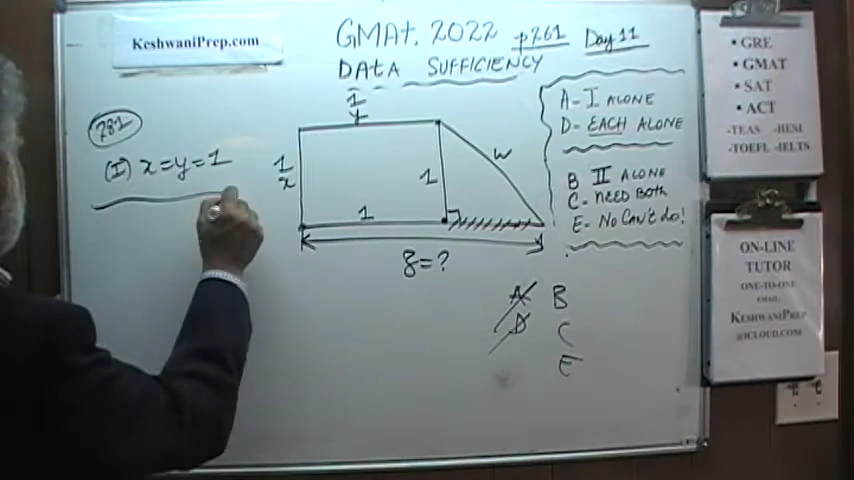 KeshwaniPrep.com
GMAT. 2022 p261 Day 11
DATA SUFFICIENCY
281
(I) x=y=1
1
y
1
x
1
1
w
8=?
A- I ALONE
D= EACH ALONE
B II ALONE
C- NEED BOTH
E- NO CAN'T do!
A B
D C
E
• GRE
• GMAT
• SAT
• ACT
-TEAS -HESI
-TOEFL -IELTS
ON-LINE
TUTOR
ONE-TO-ONE
EMAIL:
KESHWANIPREP
@ICLOUD.COM